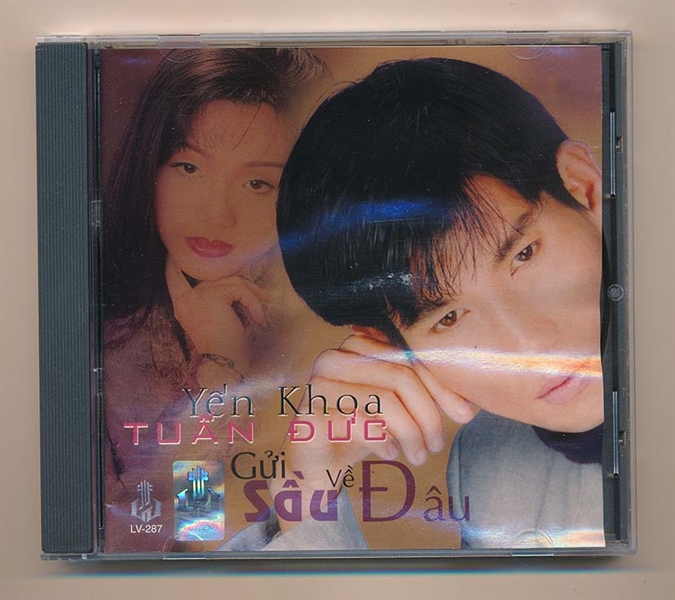 Yến Khoa
TUẤN ĐỨC
Gửi
Sầu Về Đâu
LV-287